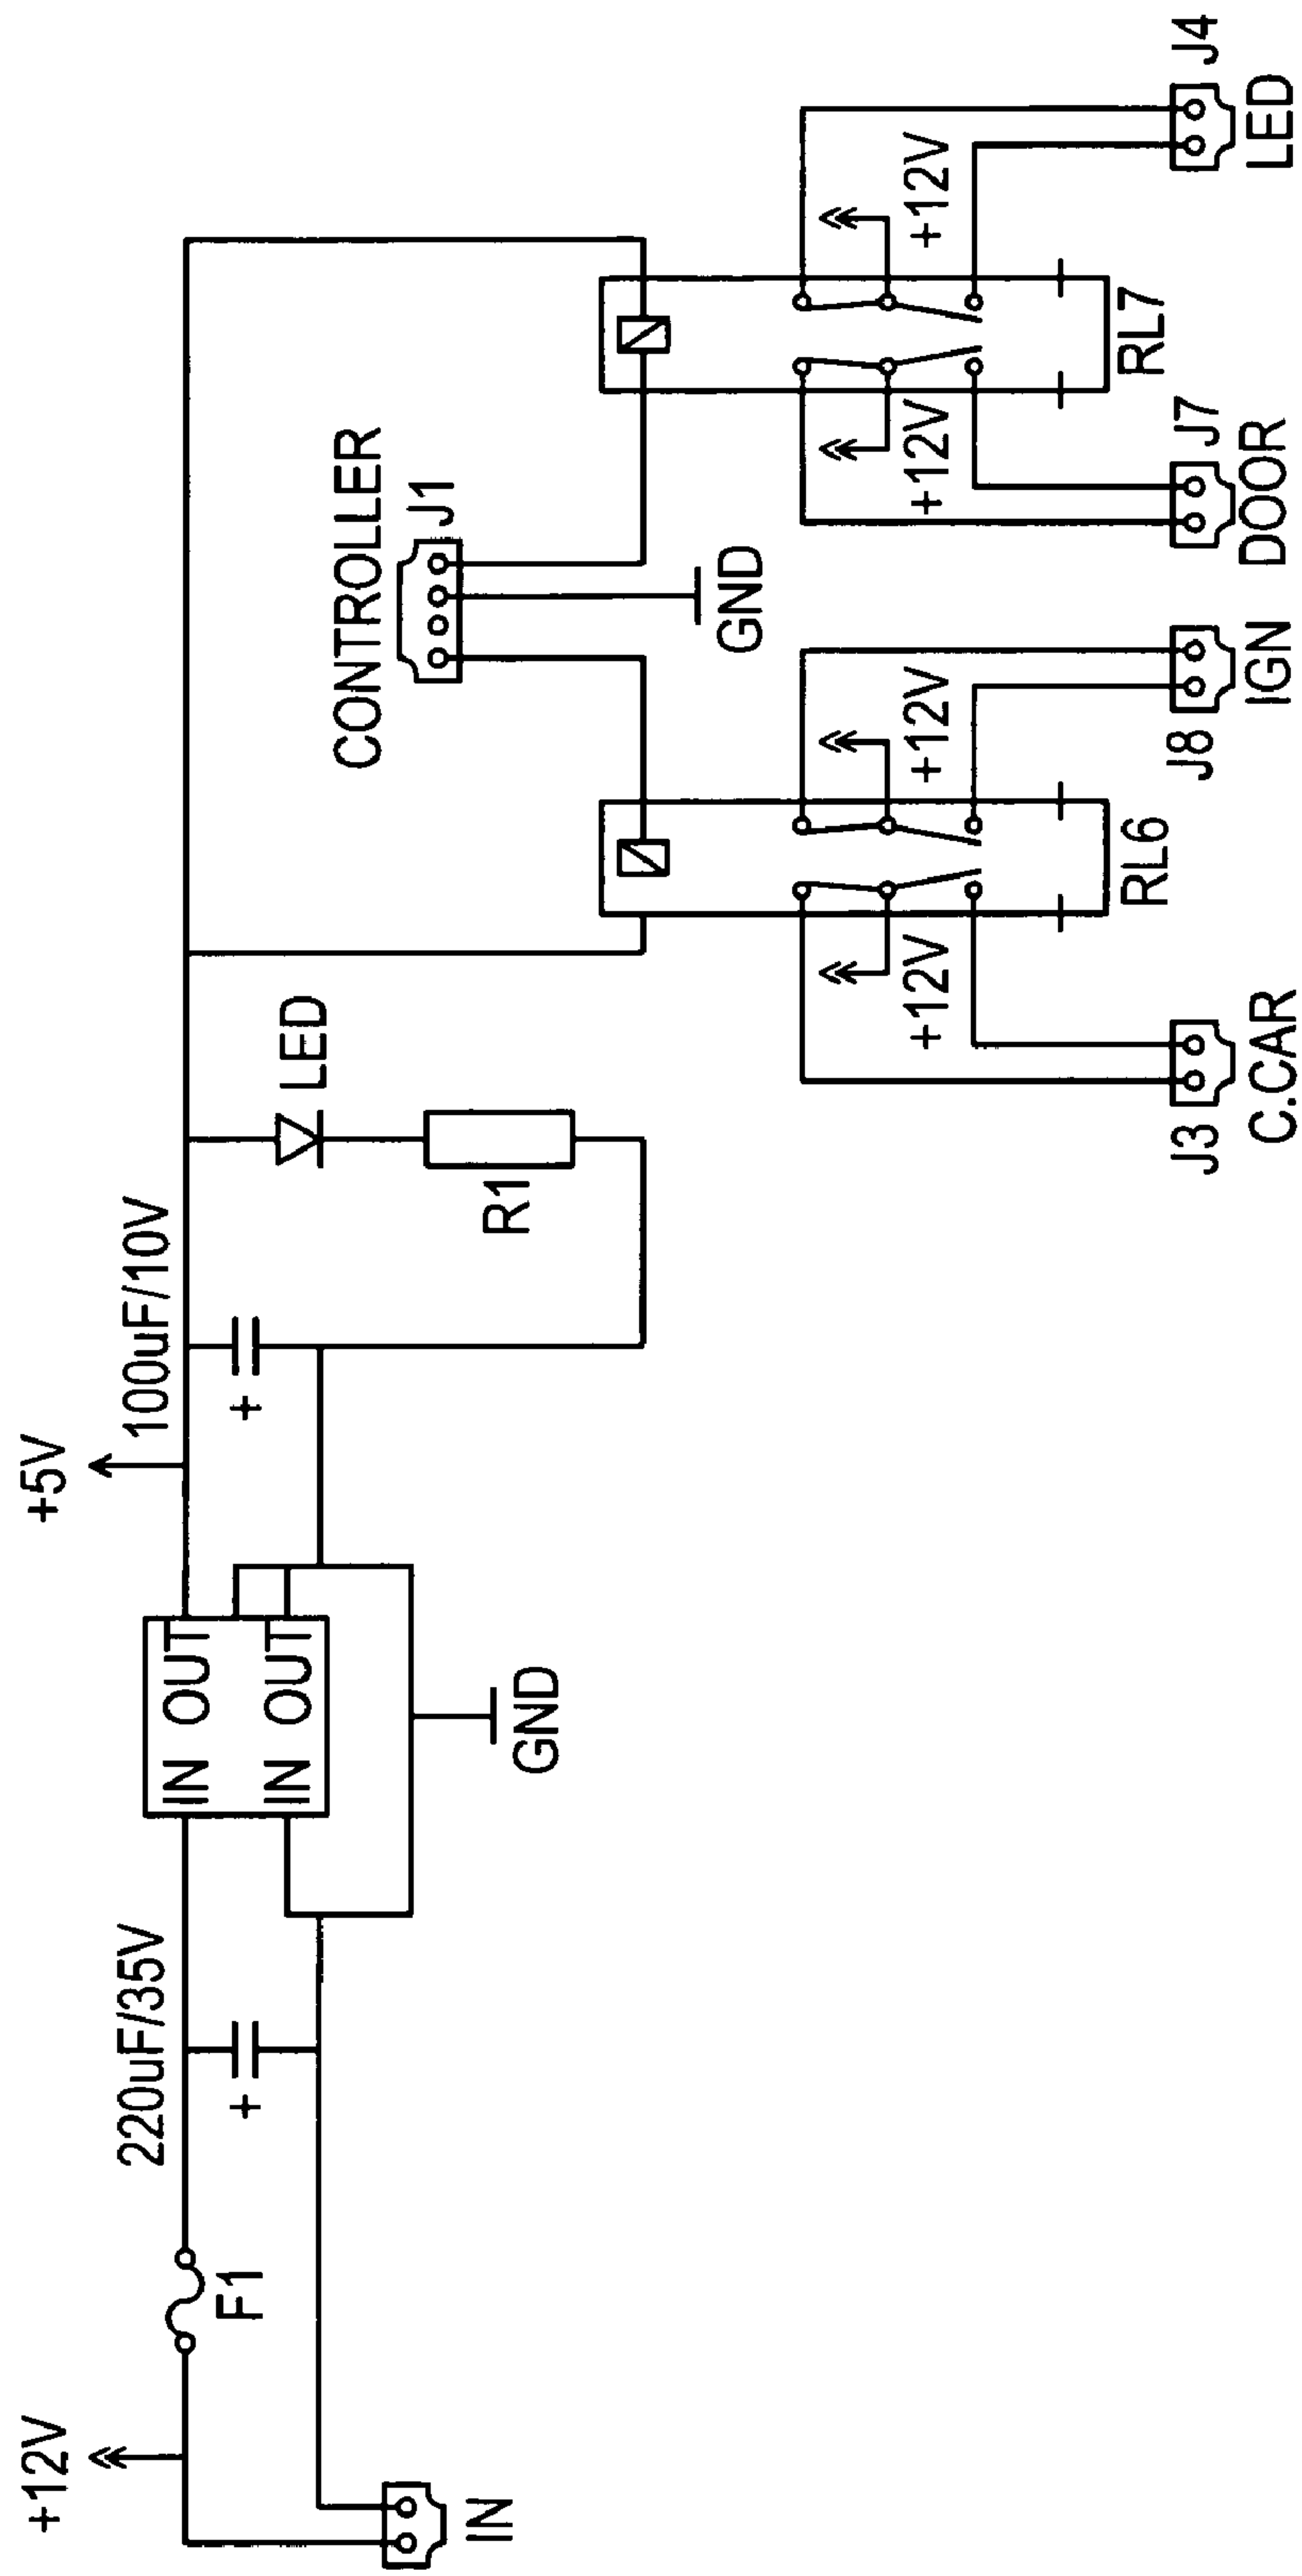 +12V
F1
IN
220uF/35V
+
IN OUT
IN OUT
GND
+5V
100uF/10V
+
LED
R1
CONTROLLER
J1
GND
+12V
+12V
RL6
+12V
+12V
RL7
J3
C.CAR
J8
IGN
J7
DOOR
J4
LED